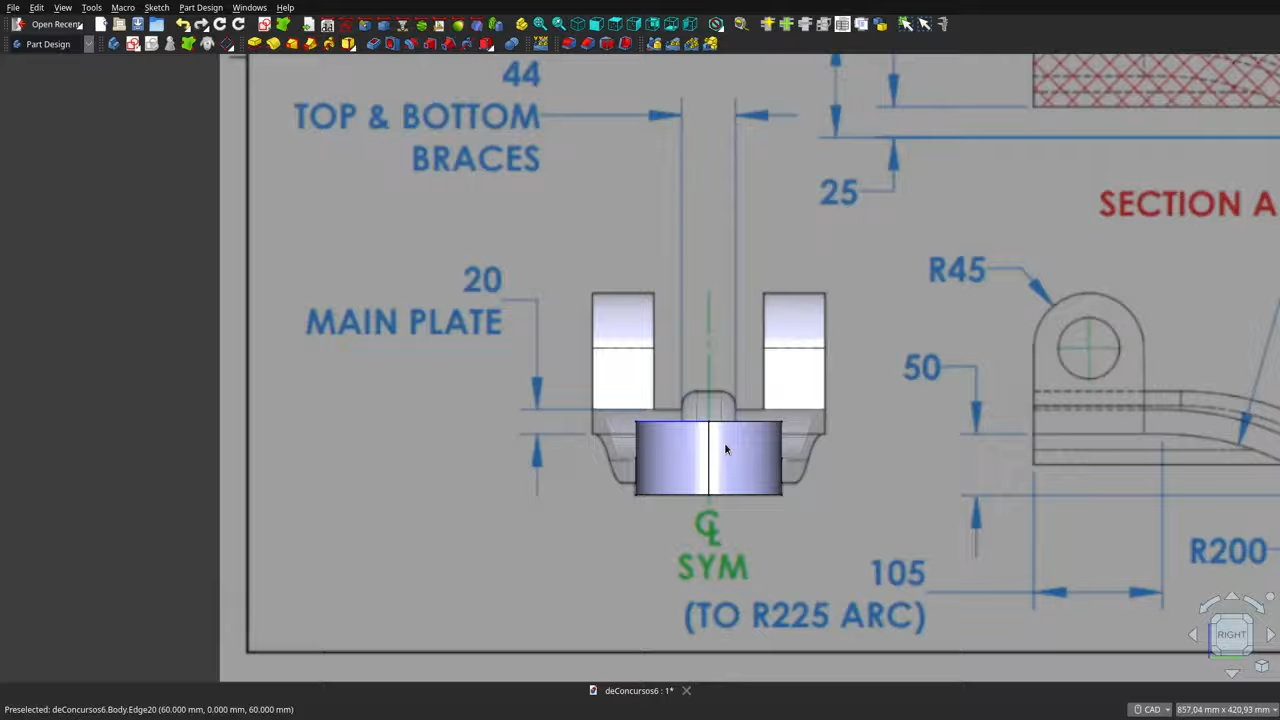 File Edit View Tools Macro Sketch Part Design Windows Help
Open Recent
Part Design
44
TOP & BOTTOM
BRACES
25
SECTION A
20
MAIN PLATE
R45
50
R200
℄
SYM
105
(TO R225 ARC)
RIGHT
deConcursos6 : 1*
Preselected: deConcursos6.Body.Edge20 (60.000 mm, 0.000 mm, 60.000 mm)
CAD
857,04 mm x 420,93 mm